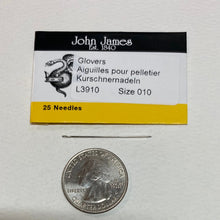 John James
Est. 1840
Glovers
Aiguilles pour pelletier
Kurschnernadeln
L3910 Size 010
25 Needles